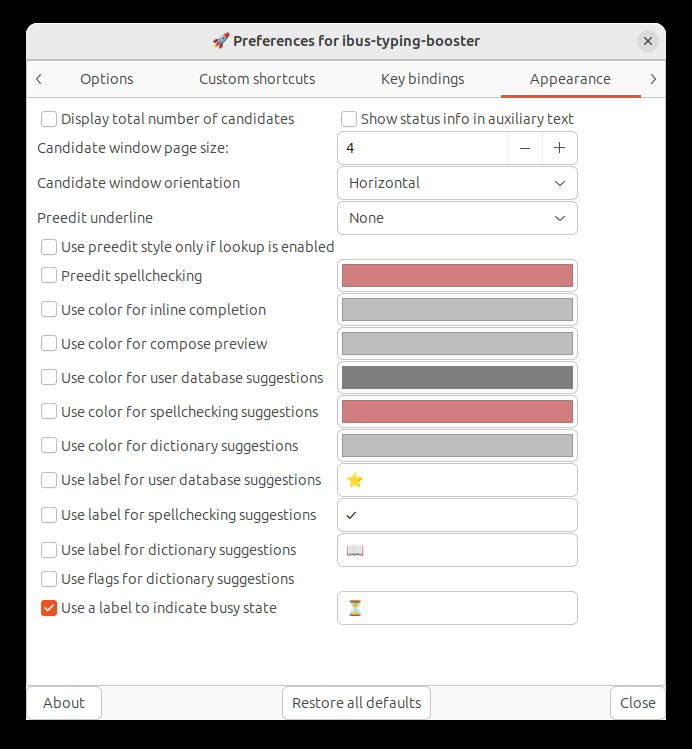 🚀 Preferences for ibus-typing-booster
Options Custom shortcuts Key bindings Appearance
Display total number of candidates Show status info in auxiliary text
Candidate window page size: 4
Candidate window orientation Horizontal
Preedit underline None
Use preedit style only if lookup is enabled
Preedit spellchecking
Use color for inline completion
Use color for compose preview
Use color for user database suggestions
Use color for spellchecking suggestions
Use color for dictionary suggestions
Use label for user database suggestions ⭐
Use label for spellchecking suggestions ✓
Use label for dictionary suggestions 📖
Use flags for dictionary suggestions
Use a label to indicate busy state ⏳
About Restore all defaults Close